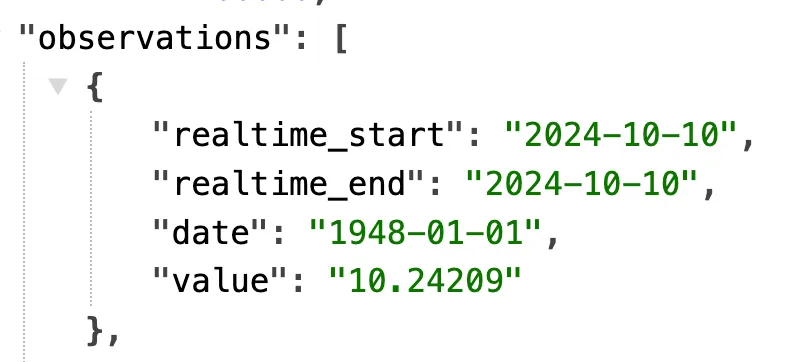 "observations": [
{
"realtime_start": "2024-10-10",
"realtime_end": "2024-10-10",
"date": "1948-01-01",
"value": "10.24209"
},